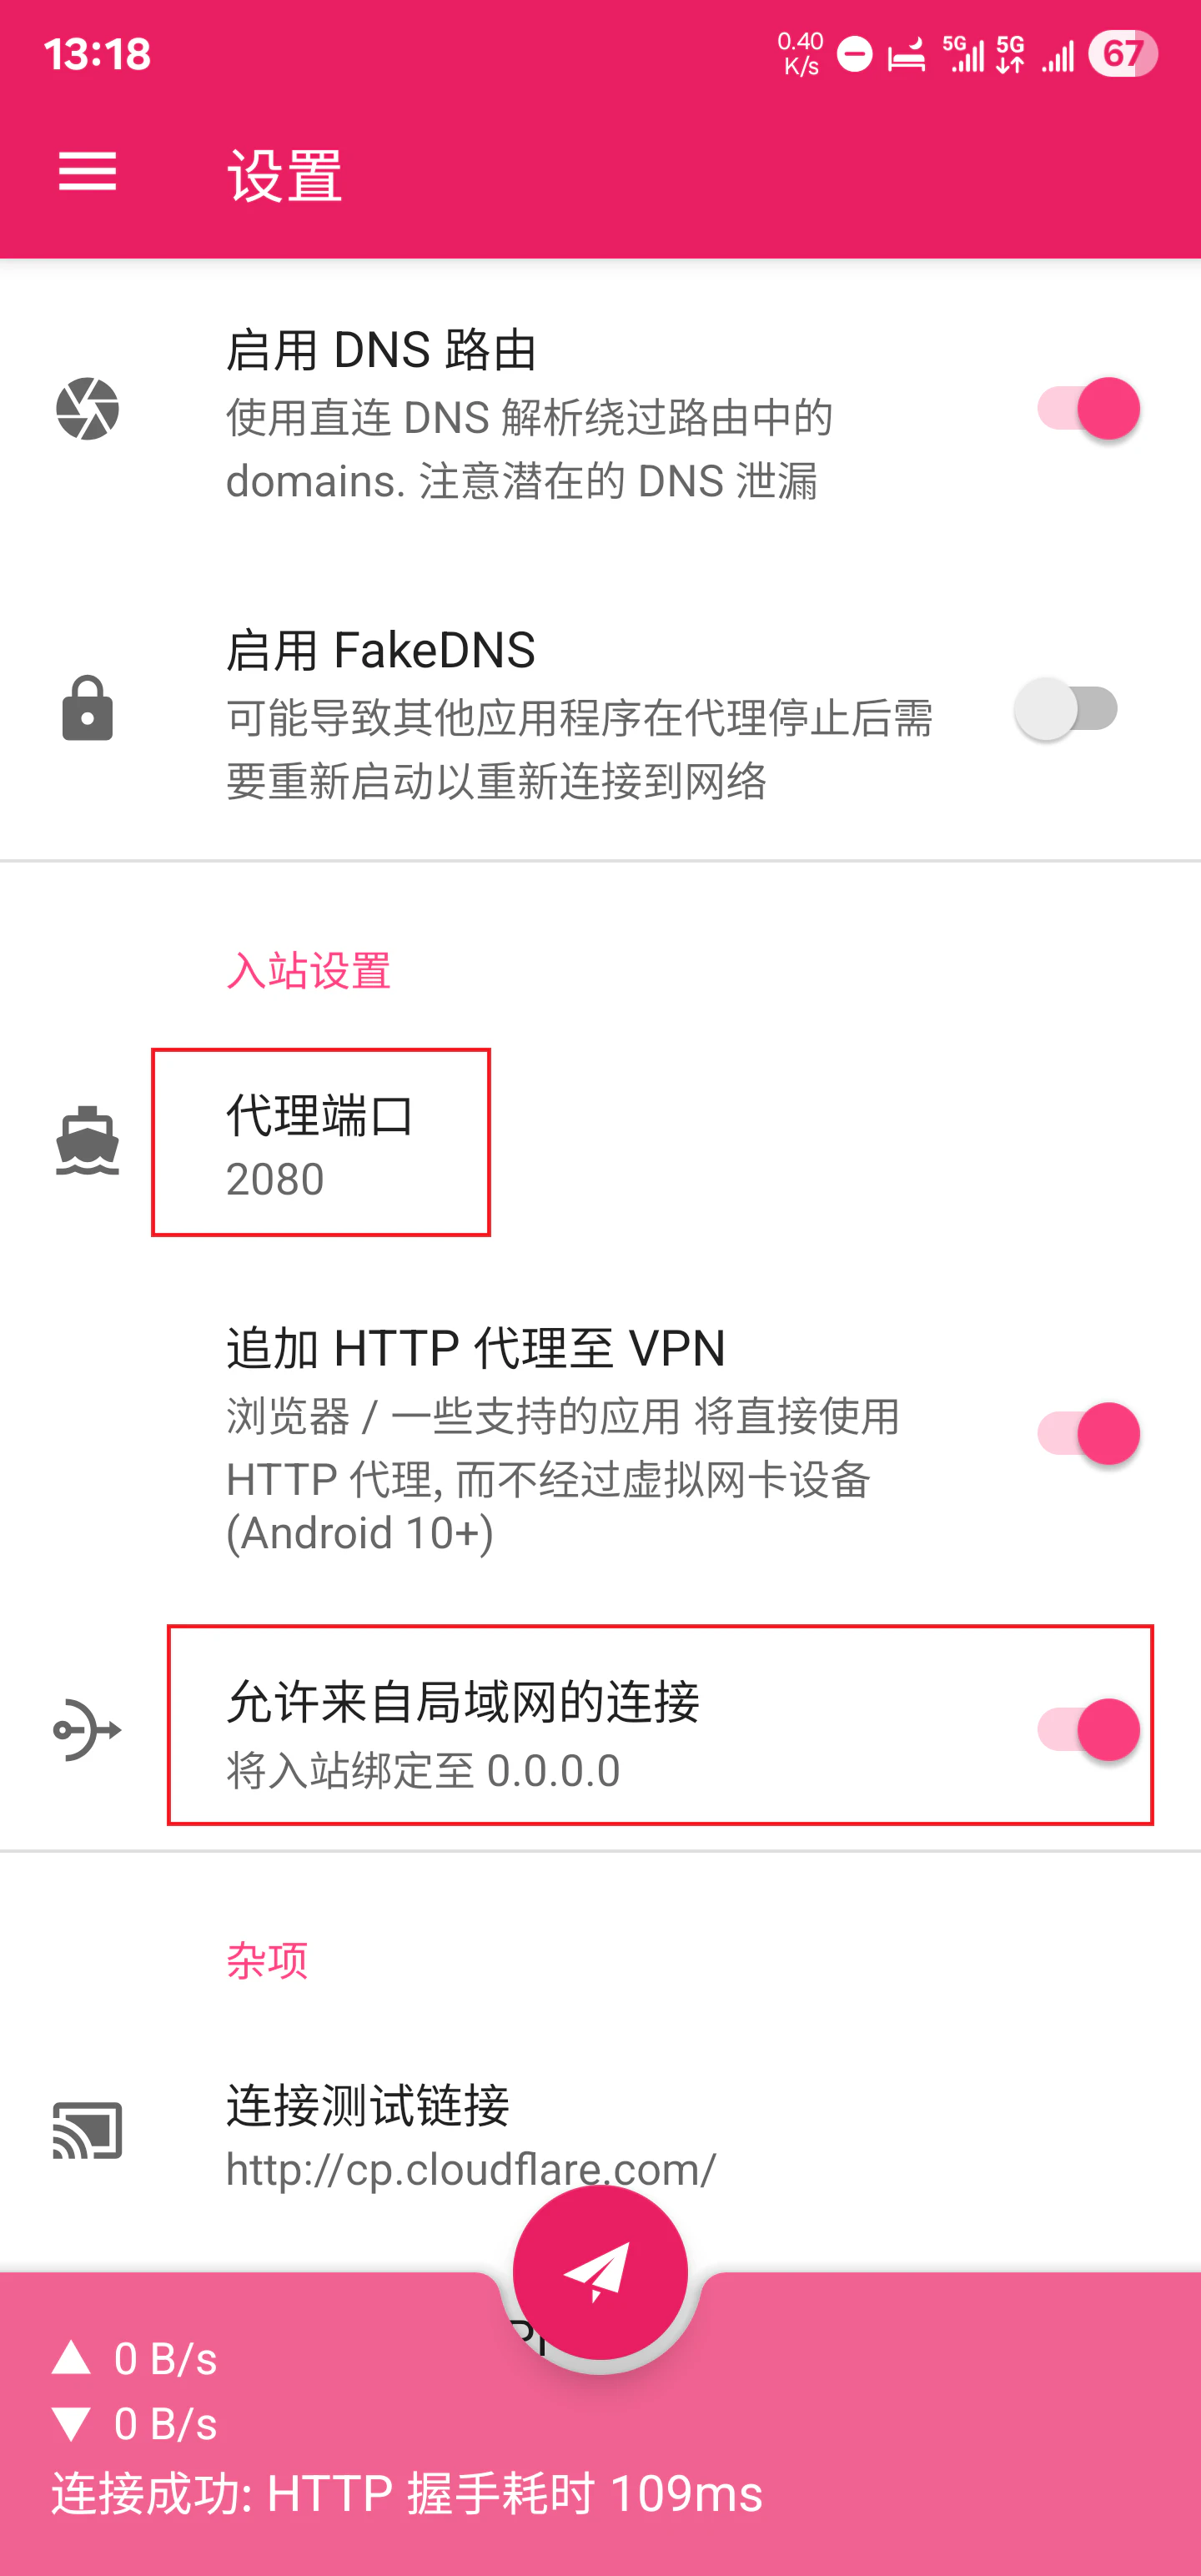 13:18
0.40
K/s
5G
5G
67
设置
启用 DNS 路由
使用直连 DNS 解析绕过路由中的
domains. 注意潜在的 DNS 泄漏
启用 FakeDNS
可能导致其他应用程序在代理停止后需
要重新启动以重新连接到网络
入站设置
代理端口
2080
追加 HTTP 代理至 VPN
浏览器 / 一些支持的应用 将直接使用
HTTP 代理, 而不经过虚拟网卡设备
(Android 10+)
允许来自局域网的连接
将入站绑定至 0.0.0.0
杂项
连接测试链接
http://cp.cloudflare.com/
▲ 0 B/s
▼ 0 B/s
连接成功: HTTP 握手耗时 109ms